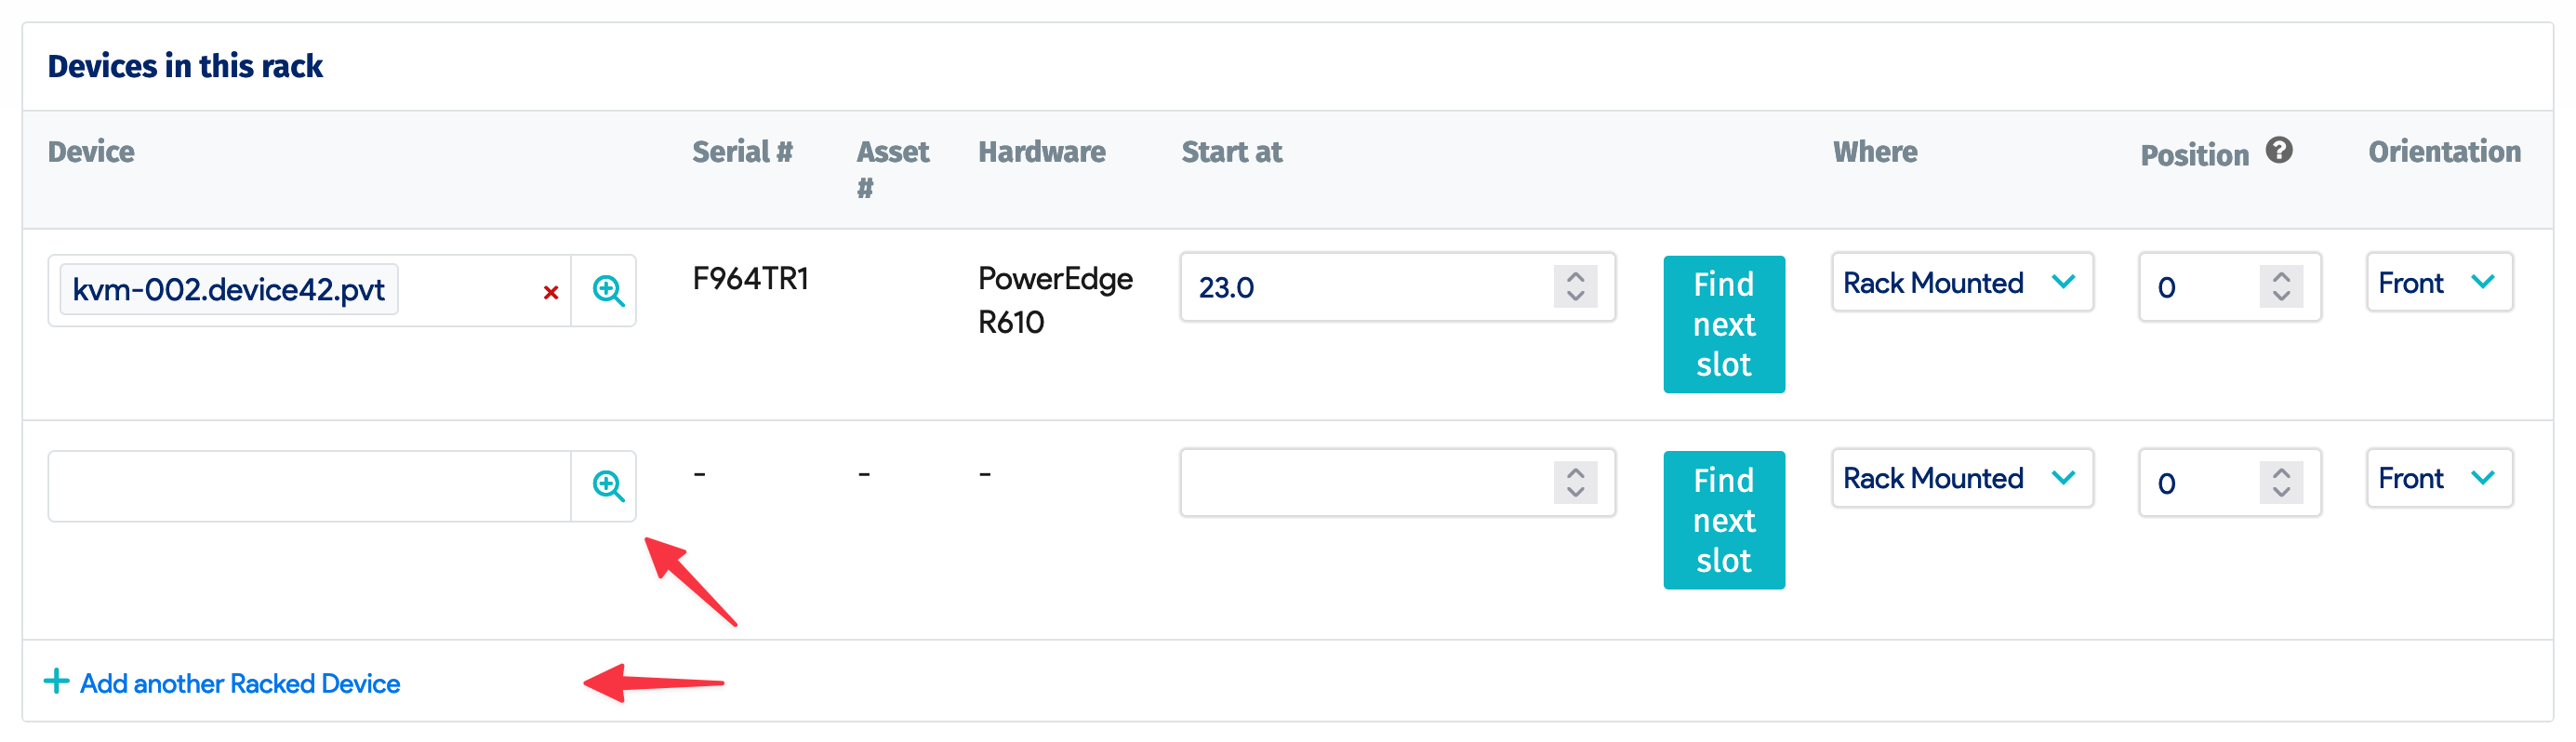 Devices in this rack
Device Serial # Asset # Hardware Start at Where Position ? Orientation
kvm-002.device42.pvt × F964TR1 PowerEdge R610 23.0 Find next slot Rack Mounted 0 Front
- - - Find next slot Rack Mounted 0 Front
+ Add another Racked Device